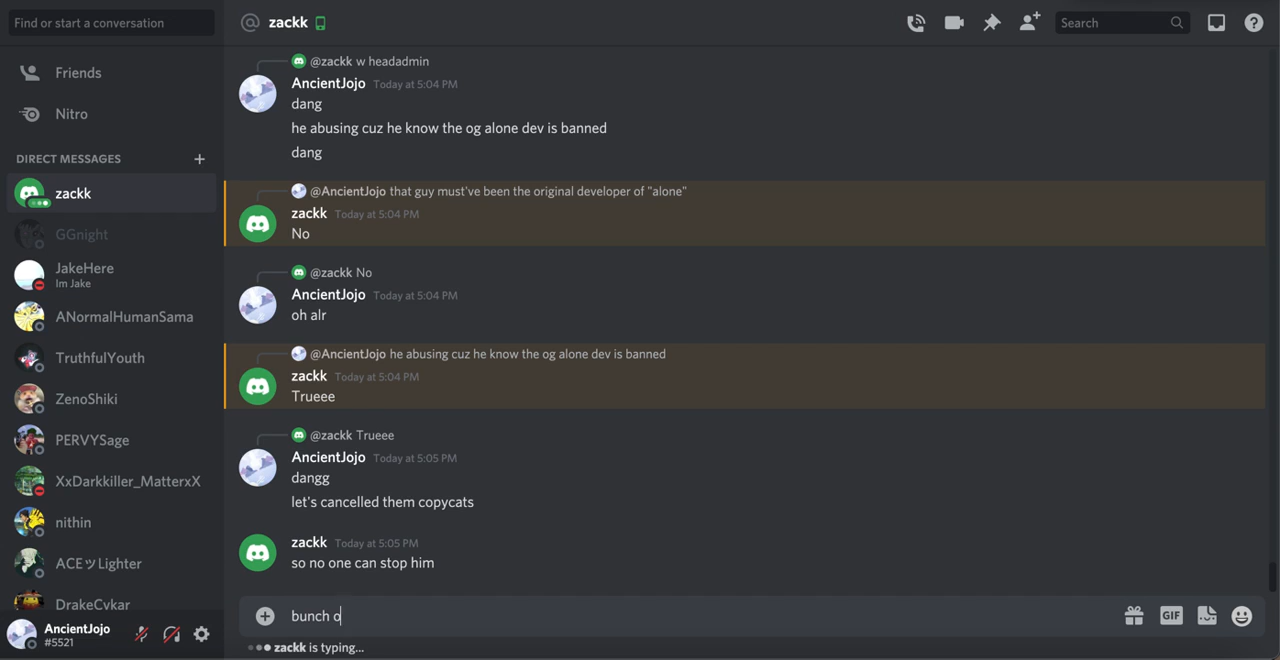 Find or start a conversation
Friends
Nitro
DIRECT MESSAGES
zackk
GGnight
JakeHere
Im Jake
ANormalHumanSama
TruthfulYouth
ZenoShiki
PERVYSage
XxDarkkiller_MatterxX
nithin
ACEッLighter
DrakeCykar
AncientJojo
#5521
@ zackk
Search
@zackk w headadmin
AncientJojo Today at 5:04 PM
dang
he abusing cuz he know the og alone dev is banned
dang
@AncientJojo that guy must've been the original developer of "alone"
zackk Today at 5:04 PM
No
@zackk No
AncientJojo Today at 5:04 PM
oh alr
@AncientJojo he abusing cuz he know the og alone dev is banned
zackk Today at 5:04 PM
Trueee
@zackk Trueee
AncientJojo Today at 5:05 PM
dangg
let's cancelled them copycats
zackk Today at 5:05 PM
so no one can stop him
bunch o
GIF
zackk is typing...